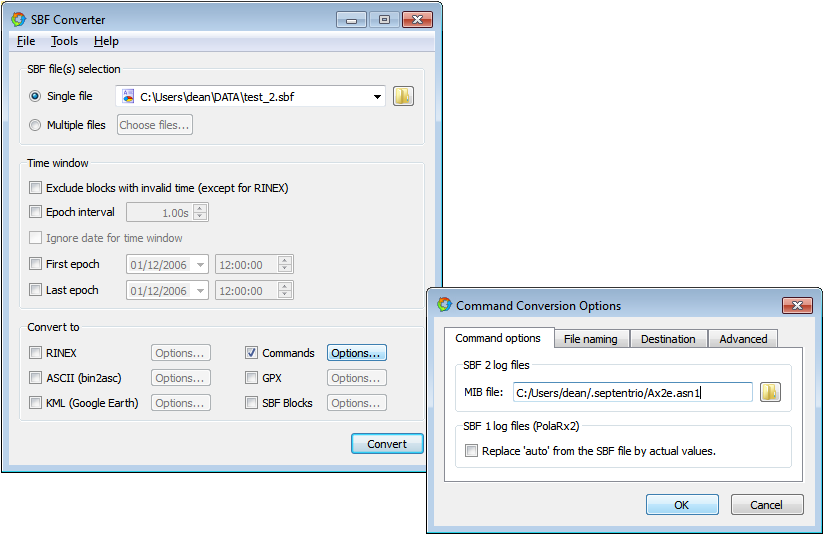 SBF Converter
File Tools Help
SBF file(s) selection
Single file C:\Users\dean\DATA\test_2.sbf
Multiple files Choose files...
Time window
Exclude blocks with invalid time (except for RINEX)
Epoch interval 1.00s
Ignore date for time window
First epoch 01/12/2006 12:00:00
Last epoch 01/12/2006 12:00:00
Convert to
RINEX Options... Commands Options...
ASCII (bin2asc) Options... GPX Options...
KML (Google Earth) Options... SBF Blocks Options...
Convert
Command Conversion Options
Command options File naming Destination Advanced
SBF 2 log files
MIB file: C:/Users/dean/.septentrio/Ax2e.asn1
SBF 1 log files (PolaRx2)
Replace 'auto' from the SBF file by actual values.
OK Cancel